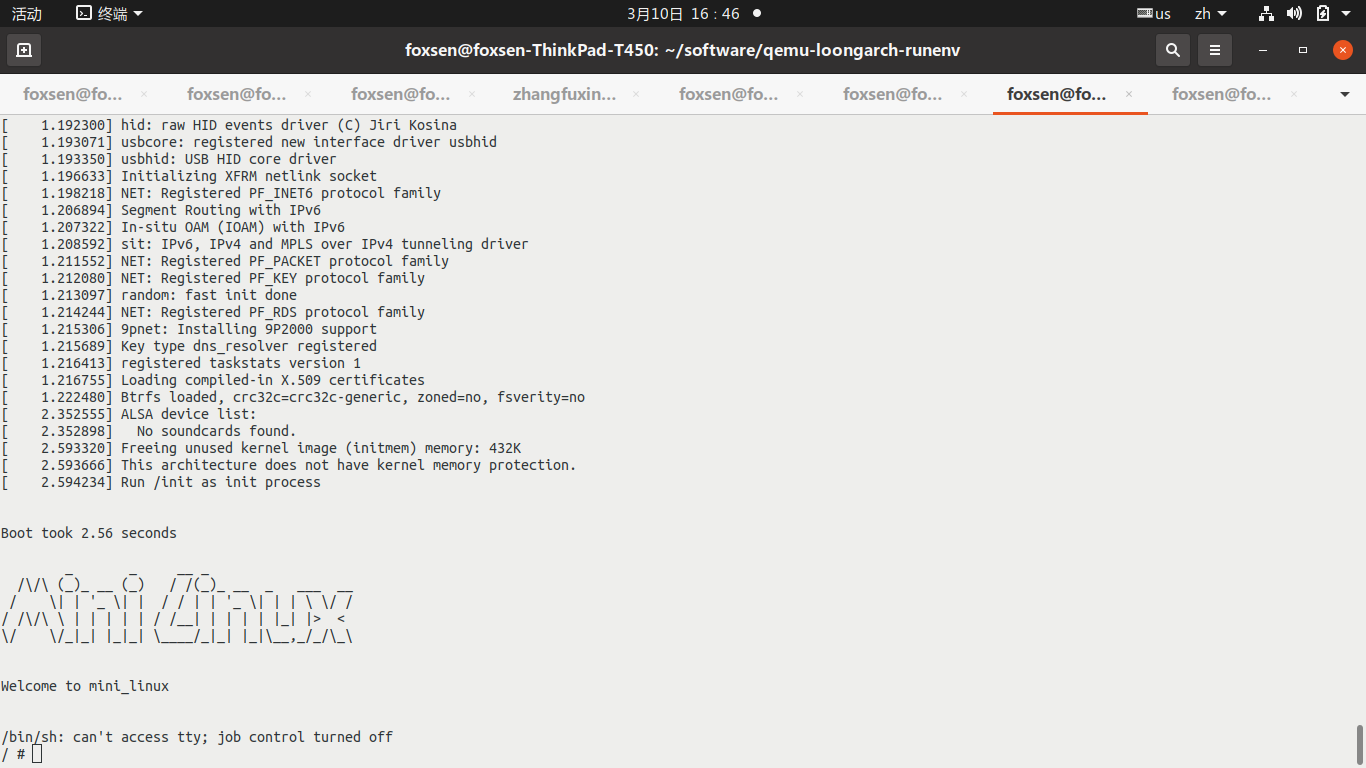 活动 终端 3月10日 16：46 us zh
foxsen@foxsen-ThinkPad-T450: ~/software/qemu-loongarch-runenv
foxsen@fo... × foxsen@fo... × foxsen@fo... × zhangfuxin... × foxsen@fo... × foxsen@fo... × foxsen@fo... × foxsen@fo... ×
[    1.192300] hid: raw HID events driver (C) Jiri Kosina
[    1.193071] usbcore: registered new interface driver usbhid
[    1.193350] usbhid: USB HID core driver
[    1.196633] Initializing XFRM netlink socket
[    1.198218] NET: Registered PF_INET6 protocol family
[    1.206894] Segment Routing with IPv6
[    1.207322] In-situ OAM (IOAM) with IPv6
[    1.208592] sit: IPv6, IPv4 and MPLS over IPv4 tunneling driver
[    1.211552] NET: Registered PF_PACKET protocol family
[    1.212080] NET: Registered PF_KEY protocol family
[    1.213097] random: fast init done
[    1.214244] NET: Registered PF_RDS protocol family
[    1.215306] 9pnet: Installing 9P2000 support
[    1.215689] Key type dns_resolver registered
[    1.216413] registered taskstats version 1
[    1.216755] Loading compiled-in X.509 certificates
[    1.222480] Btrfs loaded, crc32c=crc32c-generic, zoned=no, fsverity=no
[    2.352555] ALSA device list:
[    2.352898]   No soundcards found.
[    2.593320] Freeing unused kernel image (initmem) memory: 432K
[    2.593666] This architecture does not have kernel memory protection.
[    2.594234] Run /init as init process
Boot took 2.56 seconds
        _       _     __ _
  /\/\ (_)_ __ (_)   / /(_)_ __  _   ___  __
 /    \| | '_ \| |  / / | | '_ \| | | \ \/ /
/ /\/\ \ | | | | | / /__| | | | | |_| |>  <
\/    \/_|_| |_|_| \____/_|_| |_|\__,_/_/\_\
Welcome to mini_linux
/bin/sh: can't access tty; job control turned off
/ #